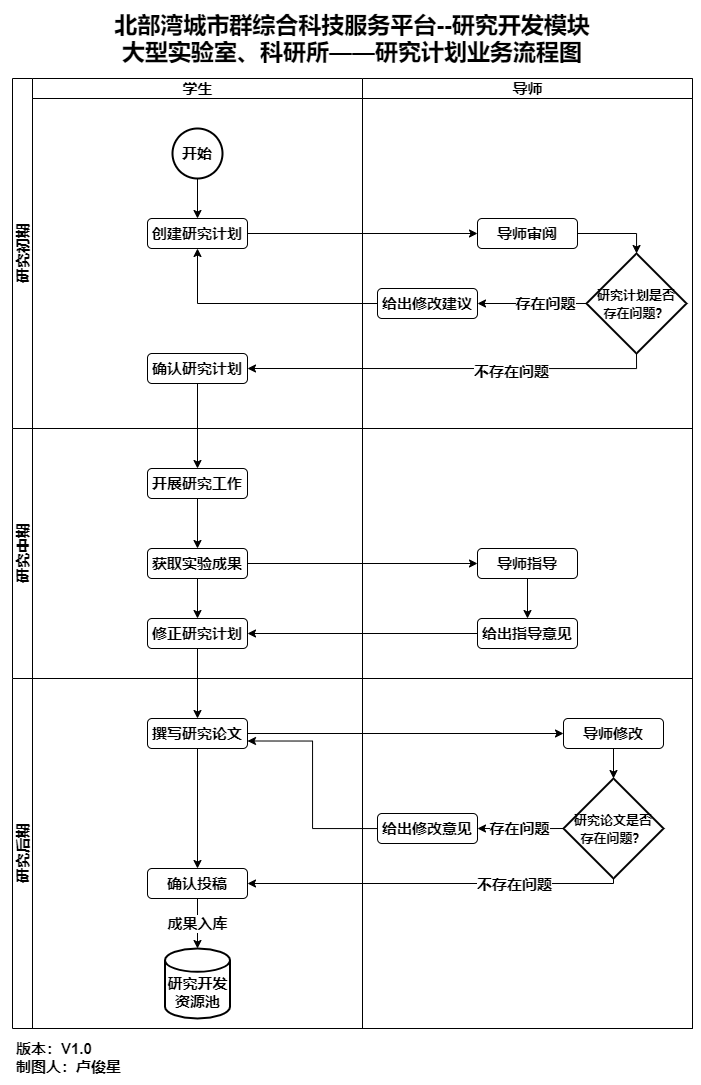 北部湾城市群综合科技服务平台--研究开发模块
大型实验室、科研所——研究计划业务流程图
学生
导师
研究初期
开始
创建研究计划
导师审阅
研究计划是否
存在问题?
存在问题
给出修改建议
确认研究计划
不存在问题
研究中期
开展研究工作
获取实验成果
导师指导
修正研究计划
给出指导意见
研究后期
撰写研究论文
导师修改
研究论文是否
存在问题?
存在问题
给出修改意见
确认投稿
不存在问题
成果入库
研究开发
资源池
版本：V1.0
制图人：卢俊星